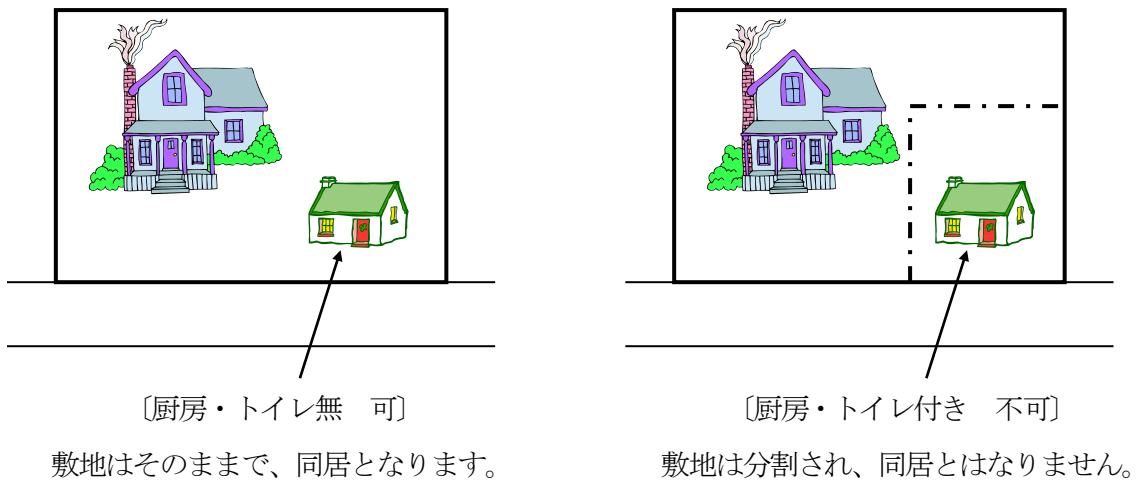 〔厨房・トイレ無　可〕
敷地はそのままで、同居となります。
〔厨房・トイレ付き　不可〕
敷地は分割され、同居とはなりません。